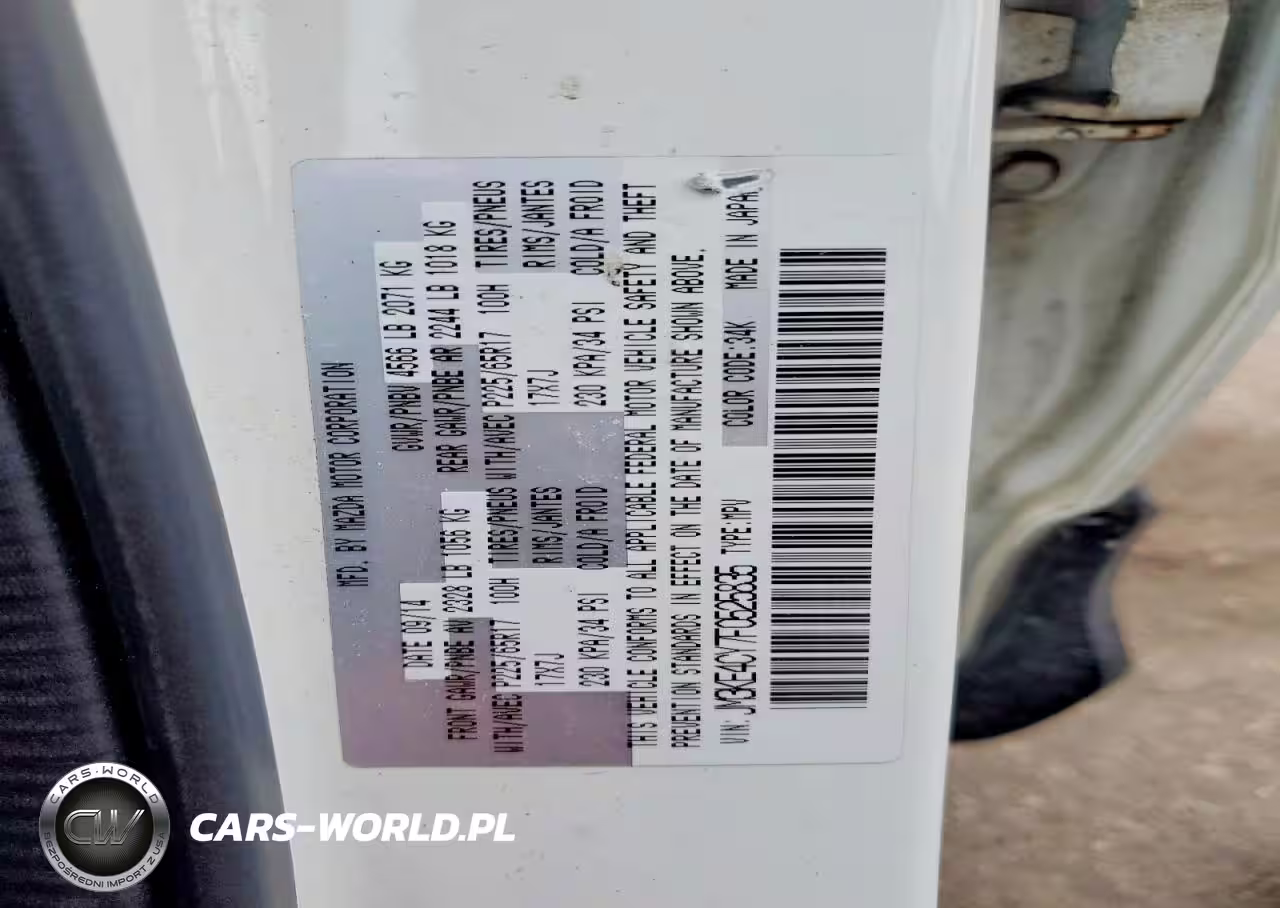 MFD. BY MAZDA MOTOR CORPORATION
DATE 09/14 GVWR/PNBV 4566 LB 2071 KG
FRONT GAWR/PNBE AV 2328 LB 1056 KG REAR GAWR/PNBE AR 2244 LB 1018 KG
WITH/AVEC P225/65R17 100H TIRES/PNEUS WITH/AVEC P225/65R17 100H TIRES/PNEUS
17X7J RIMS/JANTES 17X7J RIMS/JANTES
230 KPA/34 PSI COLD/A FROID 230 KPA/34 PSI COLD/A FROID
THIS VEHICLE CONFORMS TO ALL APPLICABLE FEDERAL MOTOR VEHICLE SAFETY AND THEFT
PREVENTION STANDARDS IN EFFECT ON THE DATE OF MANUFACTURE SHOWN ABOVE.
VIN: JM3KE4CY7F0525835 TYPE:MPV COLOR CODE:34K MADE IN JAPAN
CARS-WORLD
CW
BEZPOŚREDNI IMPORT Z USA
CARS-WORLD.PL